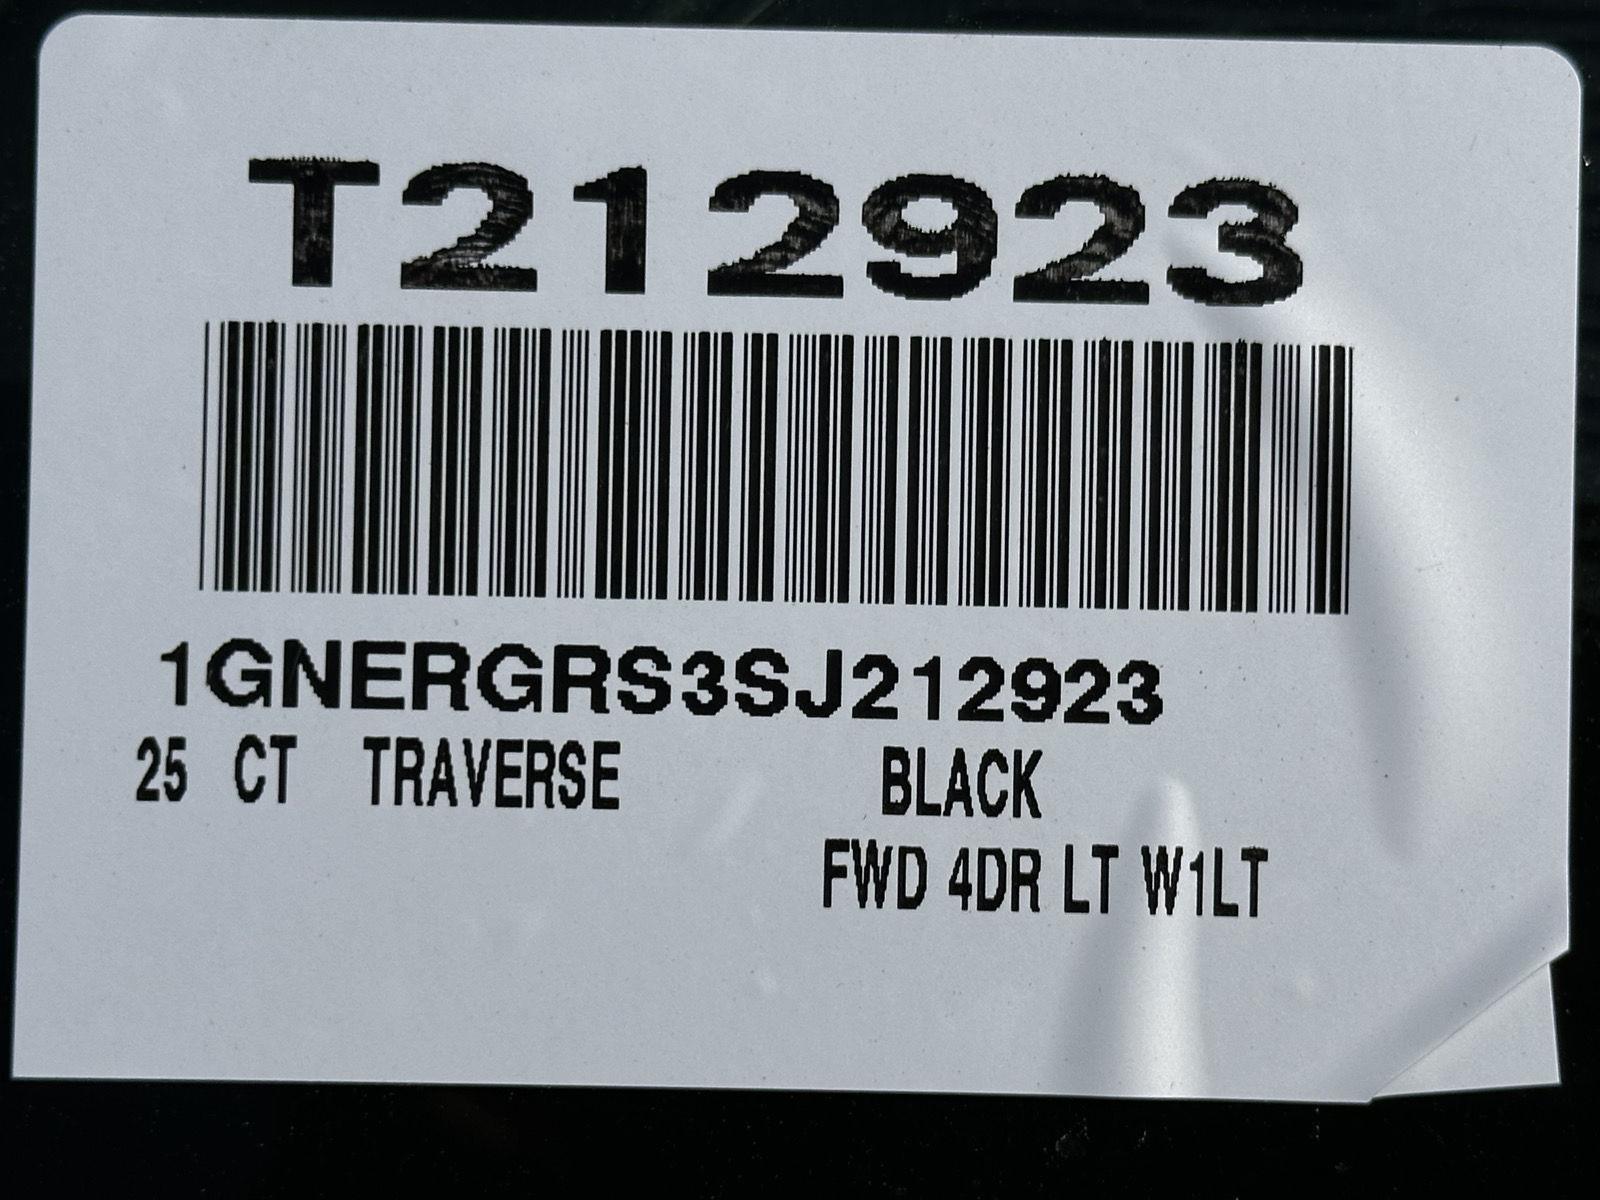 T212923
1GNERGRS3SJ212923
25 CT TRAVERSE BLACK
FWD 4DR LT W1LT